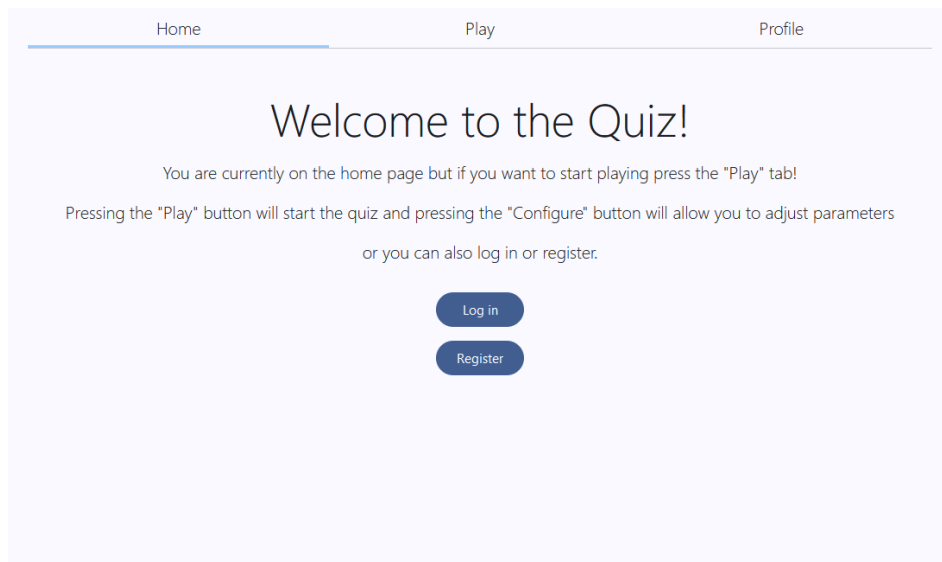 Home Play Profile
Welcome to the Quiz!
You are currently on the home page but if you want to start playing press the "Play" tab!
Pressing the "Play" button will start the quiz and pressing the "Configure" button will allow you to adjust parameters
or you can also log in or register.
Log in
Register